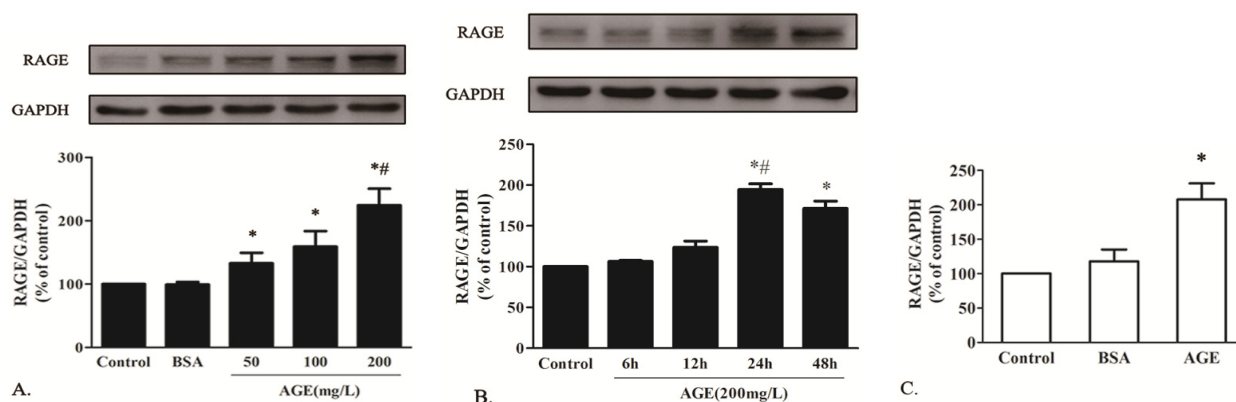 RAGE
GAPDH
RAGE/GAPDH
(% of control)
300
200
100
0
*
*
*#
Control BSA 50 100 200
AGE(mg/L)
A.
RAGE
GAPDH
RAGE/GAPDH
(% of control)
250
200
150
100
50
0
*#
*
Control 6h 12h 24h 48h
AGE(200mg/L)
B.
RAGE/GAPDH
(% of control)
250
200
150
100
50
0
*
Control BSA AGE
C.